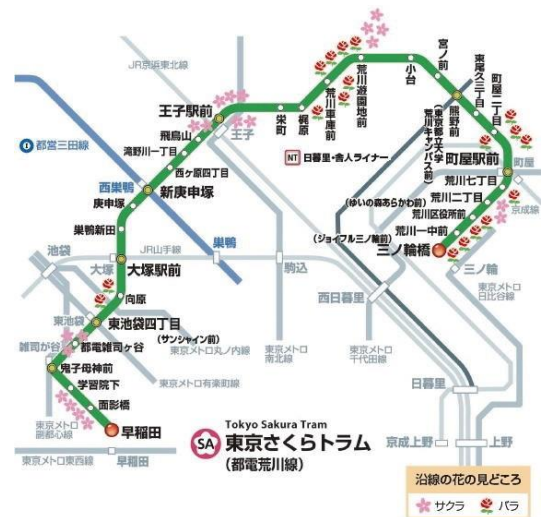 JR京浜東北線
王子駅前
王子
飛鳥山
滝野川一丁目
西ヶ原四丁目
都営三田線
西巣鴨
新庚申塚
庚申塚
巣鴨新田
巣鴨
JR山手線
池袋
大塚
大塚駅前
駒込
向原
東池袋
東池袋四丁目
(サンシャイン前)
都電雑司ヶ谷
雑司が谷
鬼子母神前
学習院下
面影橋
早稲田
早稲田
東京メトロ
丸ノ内線
東京メトロ有楽町線
東京メトロ
副都心線
東京メトロ東西線
東京メトロ
南北線
栄町
梶原
荒川車庫前
荒川遊園地前
小台
宮ノ前
熊野前
(東京都立大学
荒川キャンパス前)
東尾久三丁目
町屋二丁目
町屋駅前
町屋
京成線
荒川七丁目
荒川二丁目
(ゆいの森あらかわ前)
荒川区役所前
荒川一中前
(ジョイフル三ノ輪前)
三ノ輪橋
三ノ輪
東京メトロ
日比谷線
NT 日暮里・舎人ライナー
西日暮里
東京メトロ
千代田線
日暮里
京成上野
上野
Tokyo Sakura Tram
SA 東京さくらトラム
(都電荒川線)
沿線の花の見どころ
サクラ バラ